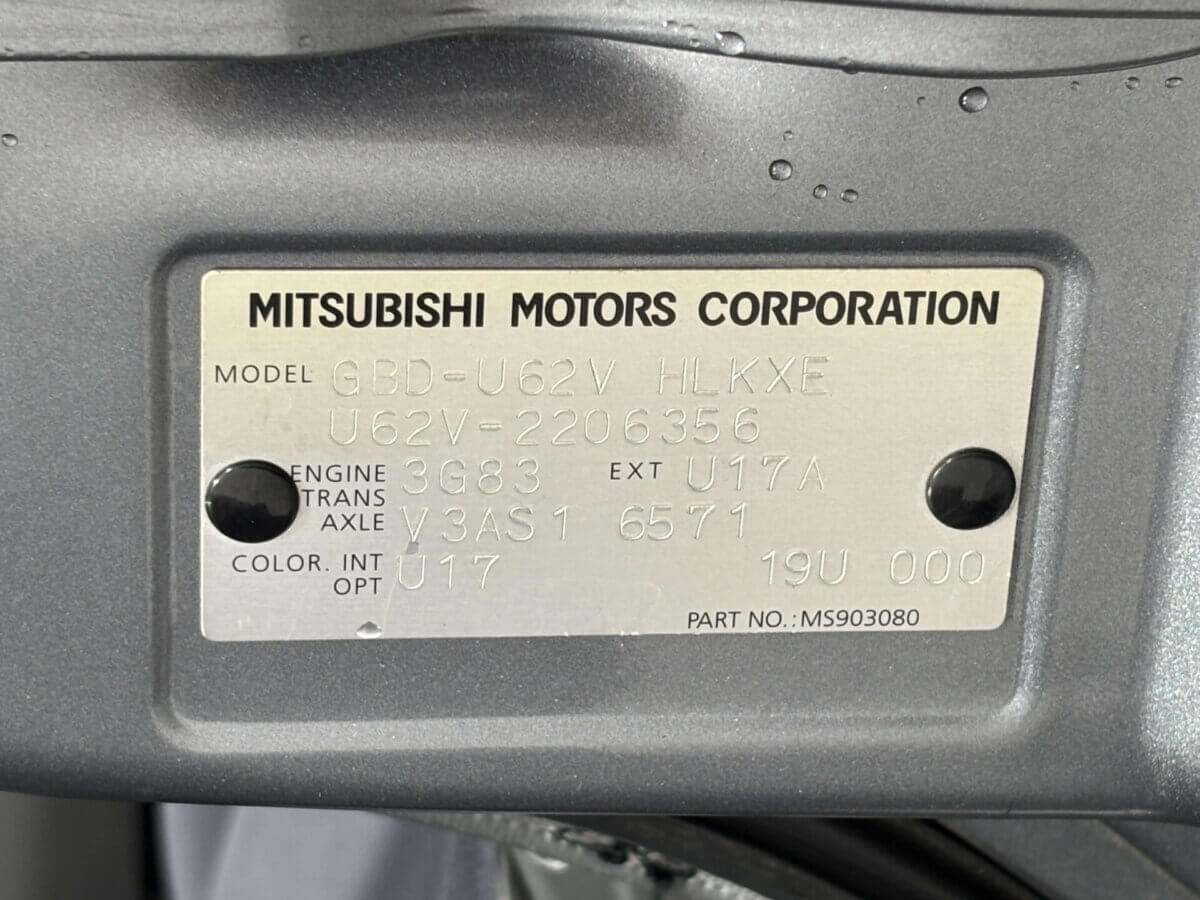 MITSUBISHI MOTORS CORPORATION
MODEL GBD-U62V HLKXE
U62V-2206356
ENGINE 3G83 EXT U17A
TRANS
AXLE V3AS1 6571
COLOR. INT
OPT U17 19U 000
PART NO.:MS903080